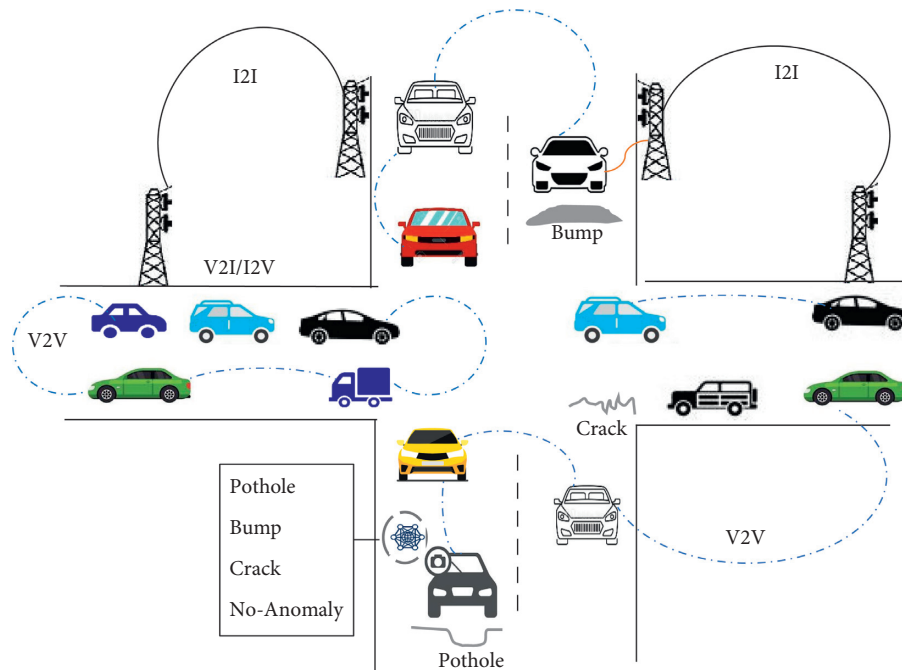 I2I
I2I
Bump
V2I/I2V
V2V
Crack
Pothole
Bump
Crack
No-Anomaly
V2V
Pothole